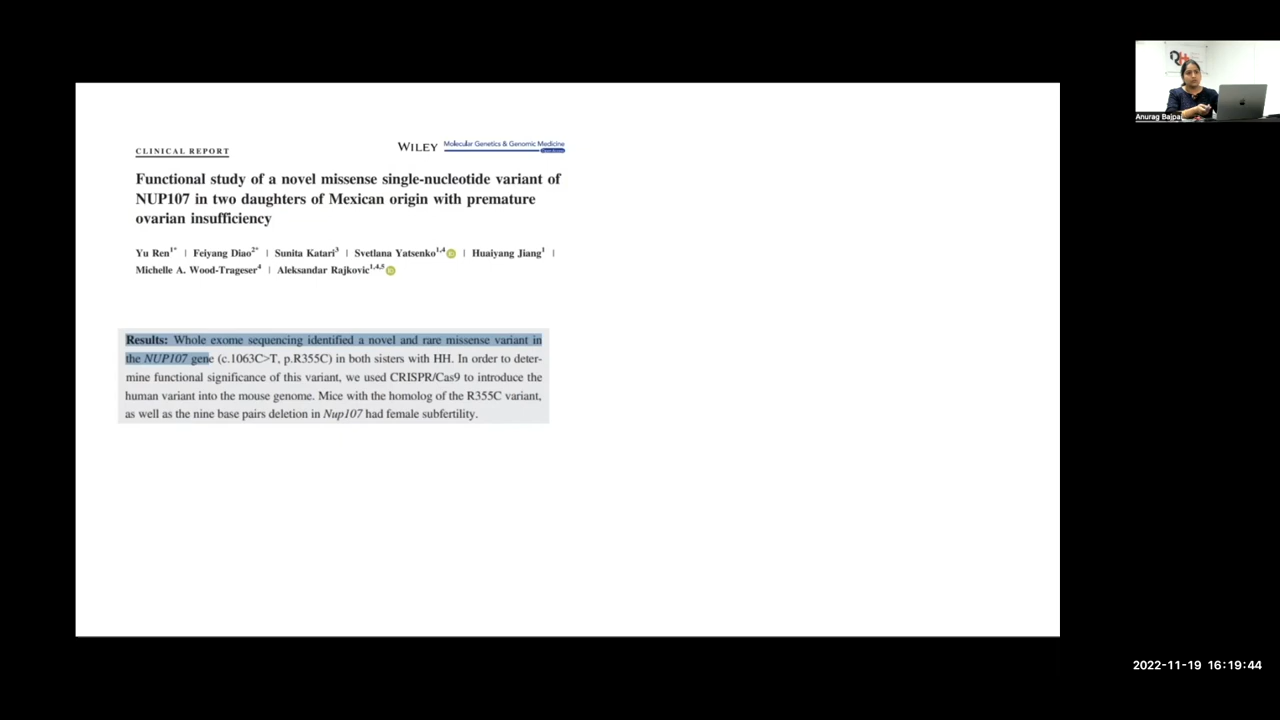 CLINICAL REPORT
WILEY Molecular Genetics & Genomic Medicine
Functional study of a novel missense single-nucleotide variant of
NUP107 in two daughters of Mexican origin with premature
ovarian insufficiency
Yu Ren1* | Feiyang Diao2* | Sunita Katari3 | Svetlana Yatsenko1,4 | Huaiyang Jiang1 |
Michelle A. Wood-Trageser4 | Aleksandar Rajkovic1,4,5
Results: Whole exome sequencing identified a novel and rare missense variant in
the NUP107 gene (c.1063C>T, p.R355C) in both sisters with HH. In order to deter-
mine functional significance of this variant, we used CRISPR/Cas9 to introduce the
human variant into the mouse genome. Mice with the homolog of the R355C variant,
as well as the nine base pairs deletion in Nup107 had female subfertility.
Anurag Bajpa
2022-11-19 16:19:44